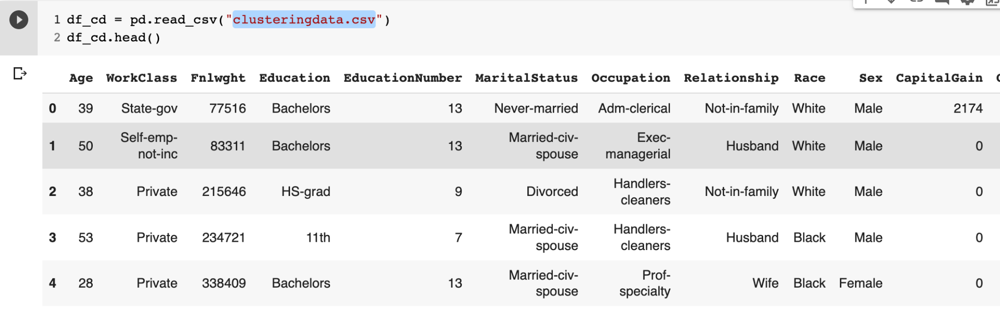 1 df_cd = pd.read_csv("clusteringdata.csv")
2 df_cd.head()
Age WorkClass Fnlwght Education EducationNumber MaritalStatus Occupation Relationship Race Sex CapitalGain
0 39 State-gov 77516 Bachelors 13 Never-married Adm-clerical Not-in-family White Male 2174
1 50 Self-emp-not-inc 83311 Bachelors 13 Married-civ-spouse Exec-managerial Husband White Male 0
2 38 Private 215646 HS-grad 9 Divorced Handlers-cleaners Not-in-family White Male 0
3 53 Private 234721 11th 7 Married-civ-spouse Handlers-cleaners Husband Black Male 0
4 28 Private 338409 Bachelors 13 Married-civ-spouse Prof-specialty Wife Black Female 0